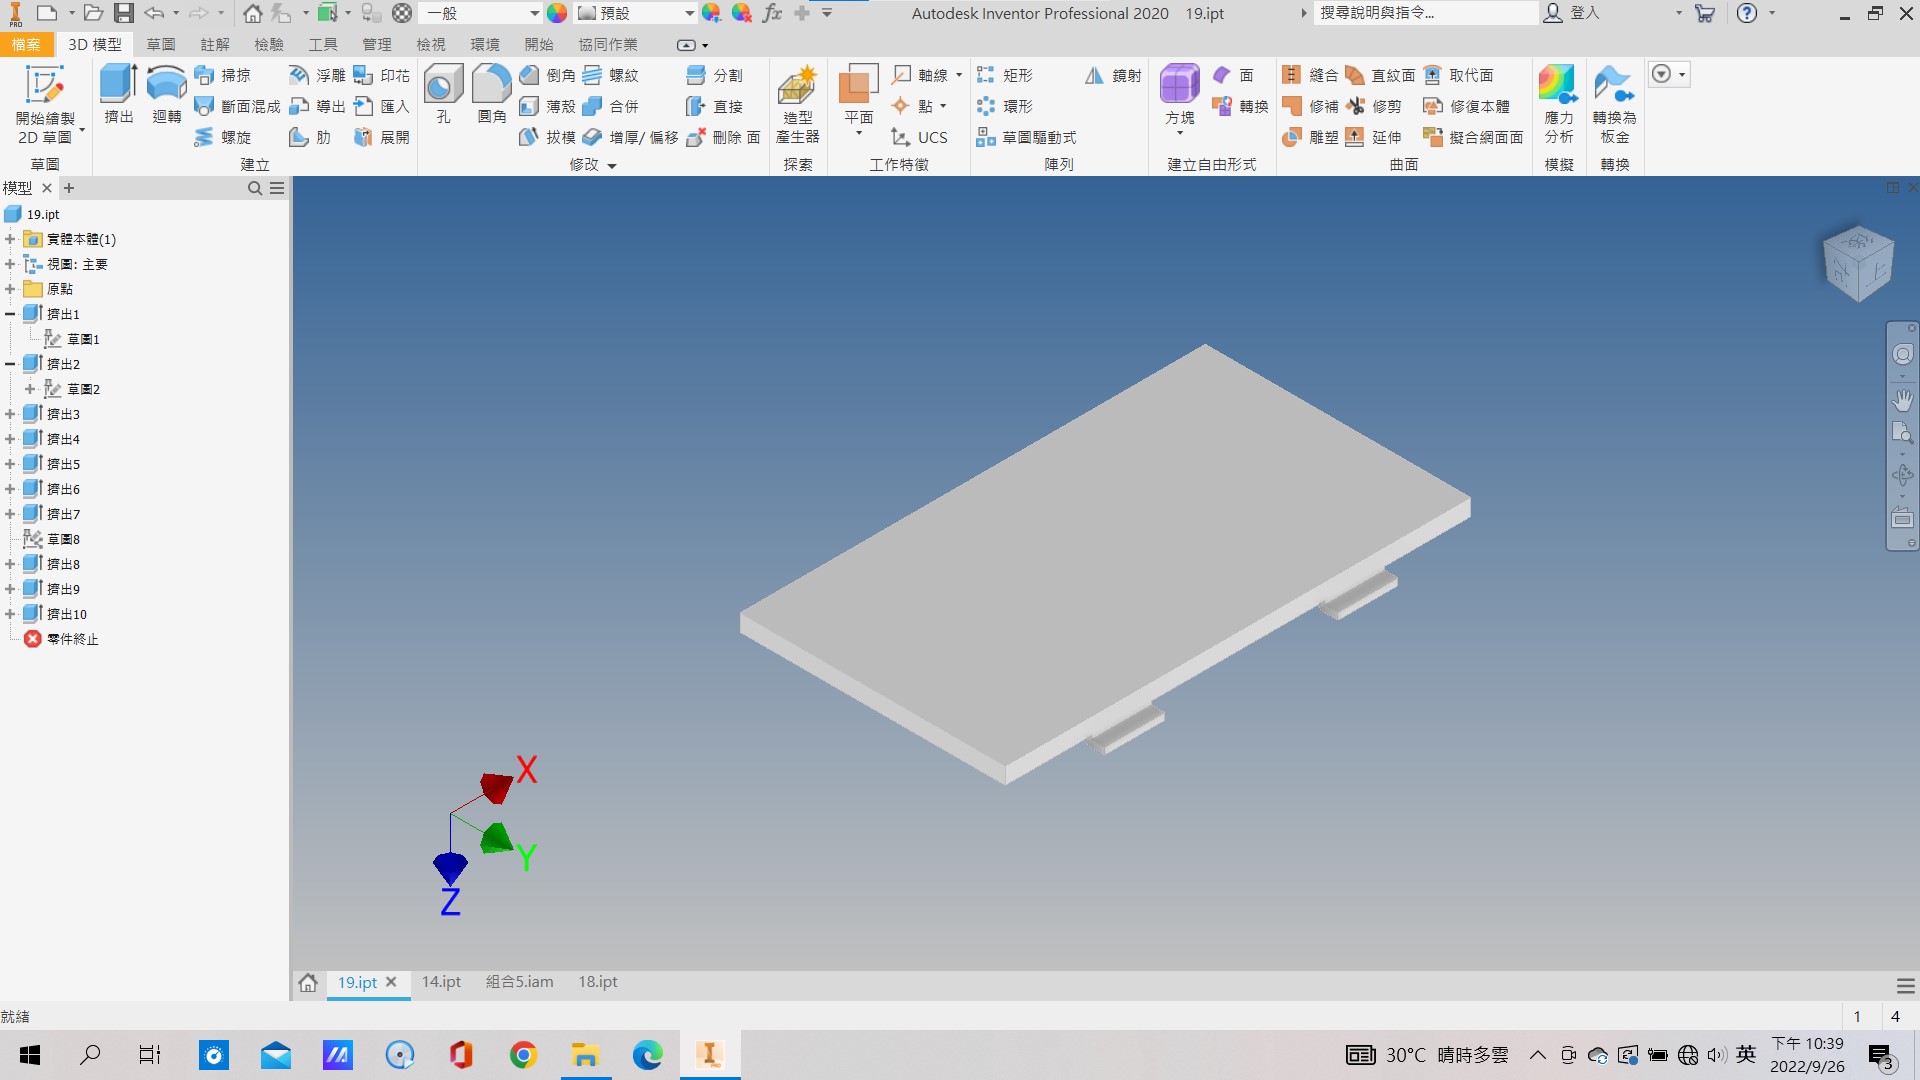 PRO
一般
預設
Autodesk Inventor Professional 2020 19.ipt
搜尋說明與指令...
登入
檔案 3D 模型 草圖 註解 檢驗 工具 管理 檢視 環境 開始 協同作業
開始繪製
2D 草圖
擠出
迴轉
掃掠 浮雕 印花
斷面混成 導出 匯入
螺旋 肋 展開
孔
圓角
倒角 螺紋 分割
薄殼 合併 直接
拔模 增厚/ 偏移 刪除 面
造型
產生器
平面
軸線
點
UCS
矩形 鏡射
環形
草圖驅動式
方塊
面
轉換
縫合 直紋面 取代面
修補 修剪 修復本體
雕塑 延伸 擬合網面面
應力
分析
轉換為
板金
草圖 建立 修改 探索 工作特徵 陣列 建立自由形式 曲面 模擬 轉換
模型
19.ipt
實體本體(1)
視圖: 主要
原點
擠出1
草圖1
擠出2
草圖2
擠出3
擠出4
擠出5
擠出6
擠出7
草圖8
擠出8
擠出9
擠出10
零件終止
X
Y
Z
19.ipt 14.ipt 組合5.iam 18.ipt
就緒
1 4
30°C 晴時多雲
英
下午 10:39
2022/9/26
3